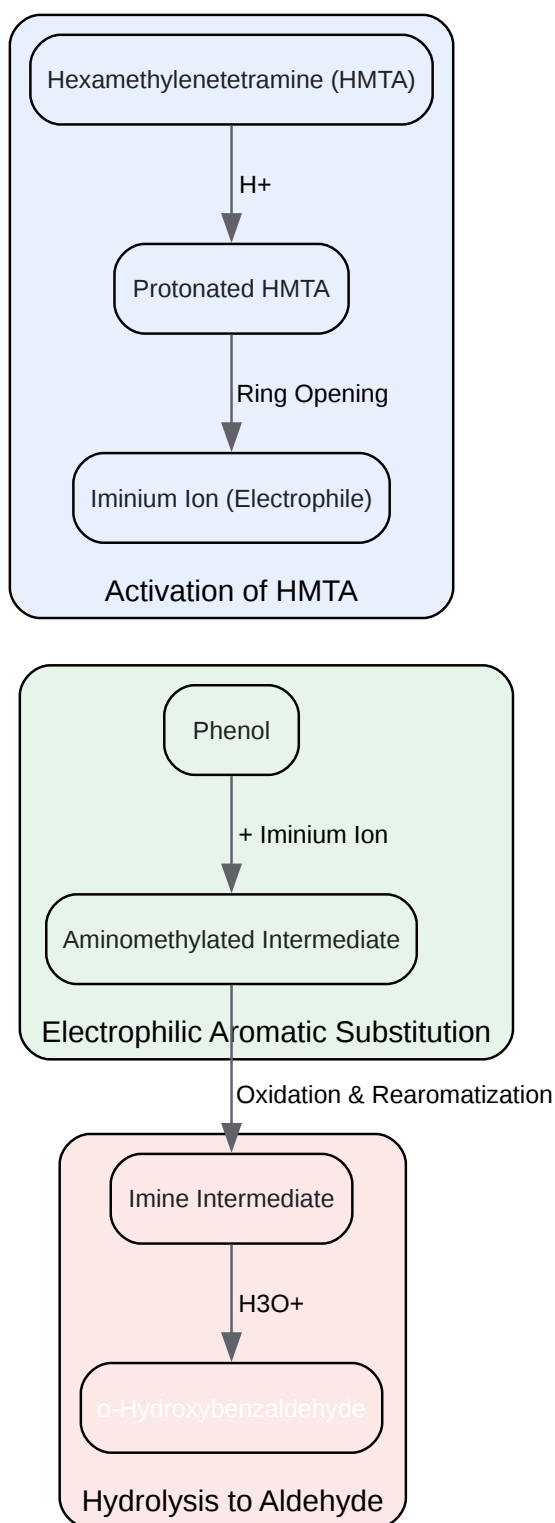 Hexamethylenetetramine (HMTA)
H+
Protonated HMTA
Ring Opening
Iminium Ion (Electrophile)
Activation of HMTA
Phenol
+ Iminium Ion
Aminomethylated Intermediate
Electrophilic Aromatic Substitution
Oxidation & Rearomatization
Imine Intermediate
H3O+
o-Hydroxybenzaldehyde
Hydrolysis to Aldehyde